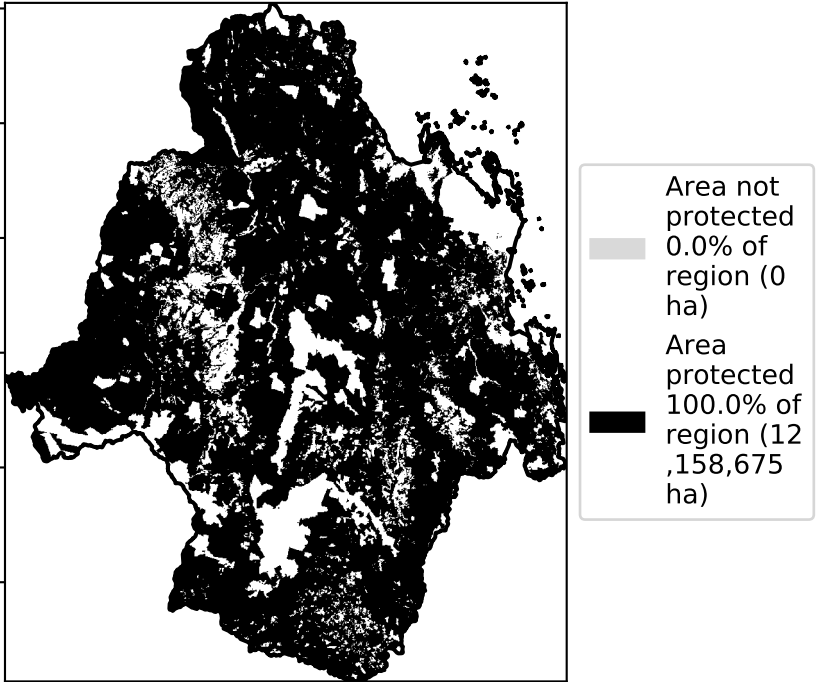 Area not
protected
0.0% of
region (0
ha)
Area
protected
100.0% of
region (12
,158,675
ha)